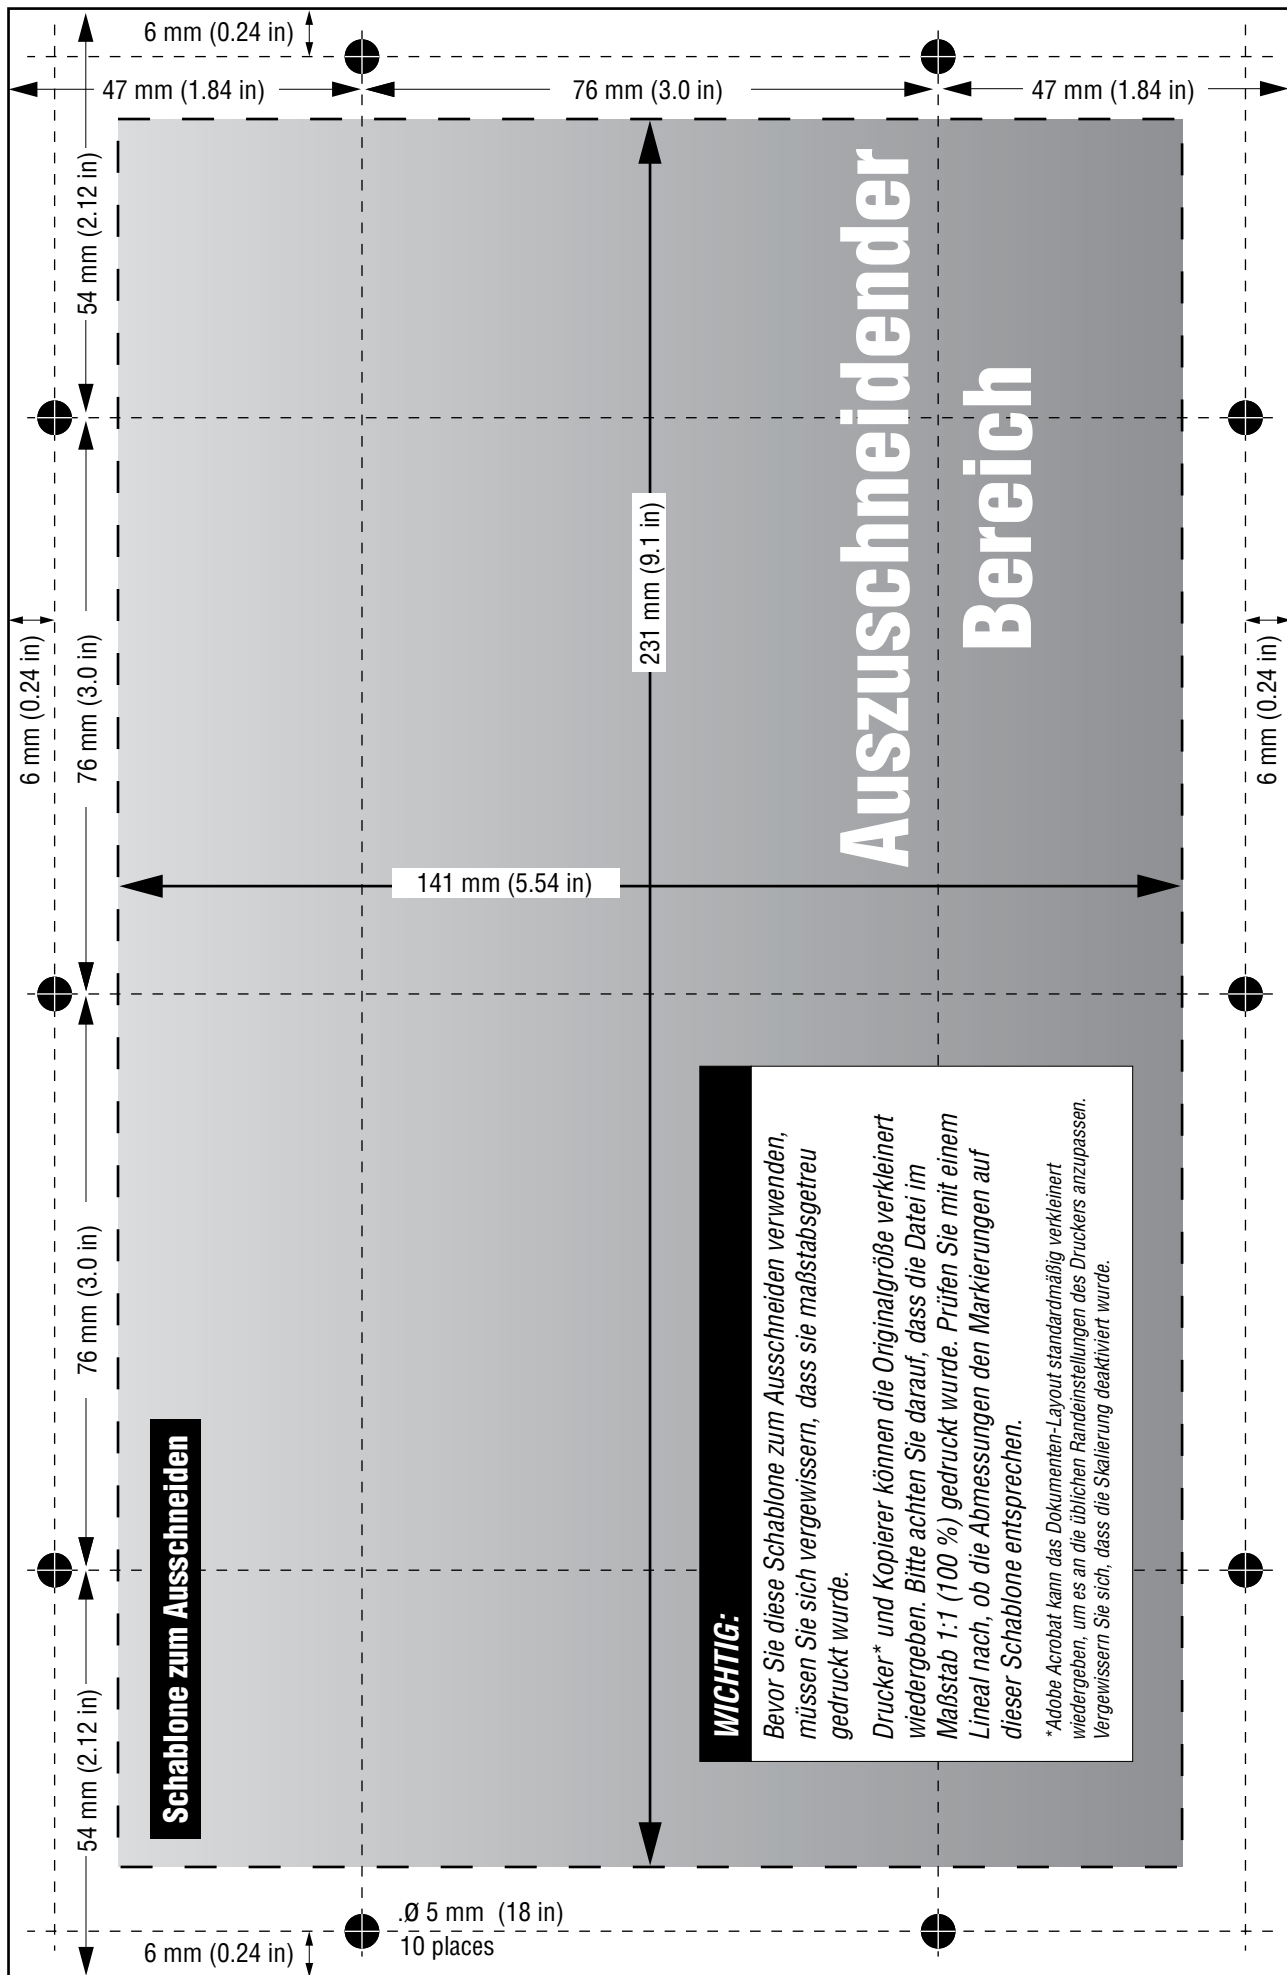 6 mm (0.24 in)
47 mm (1.84 in)
76 mm (3.0 in)
47 mm (1.84 in)
54 mm (2.12 in)
Auszuschneidender
Bereich
231 mm (9.1 in)
6 mm (0.24 in)
76 mm (3.0 in)
6 mm (0.24 in)
141 mm (5.54 in)
76 mm (3.0 in)
Schablone zum Ausschneiden
WICHTIG:
Bevor Sie diese Schablone zum Ausschneiden verwenden,
müssen Sie sich vergewissern, dass sie maßstabsgetreu
gedruckt wurde.
Drucker* und Kopierer können die Originalgröße verkleinert
wiedergeben. Bitte achten Sie darauf, dass die Datei im
Maßstab 1:1 (100 %) gedruckt wurde. Prüfen Sie mit einem
Lineal nach, ob die Abmessungen den Markierungen auf
dieser Schablone entsprechen.
*Adobe Acrobat kann das Dokumenten-Layout standardmäßig verkleinert
wiedergeben, um es an die üblichen Randeinstellungen des Druckers anzupassen.
Vergewissern Sie sich, dass die Skalierung deaktiviert wurde.
54 mm (2.12 in)
.Ø 5 mm (18 in)
10 places
6 mm (0.24 in)